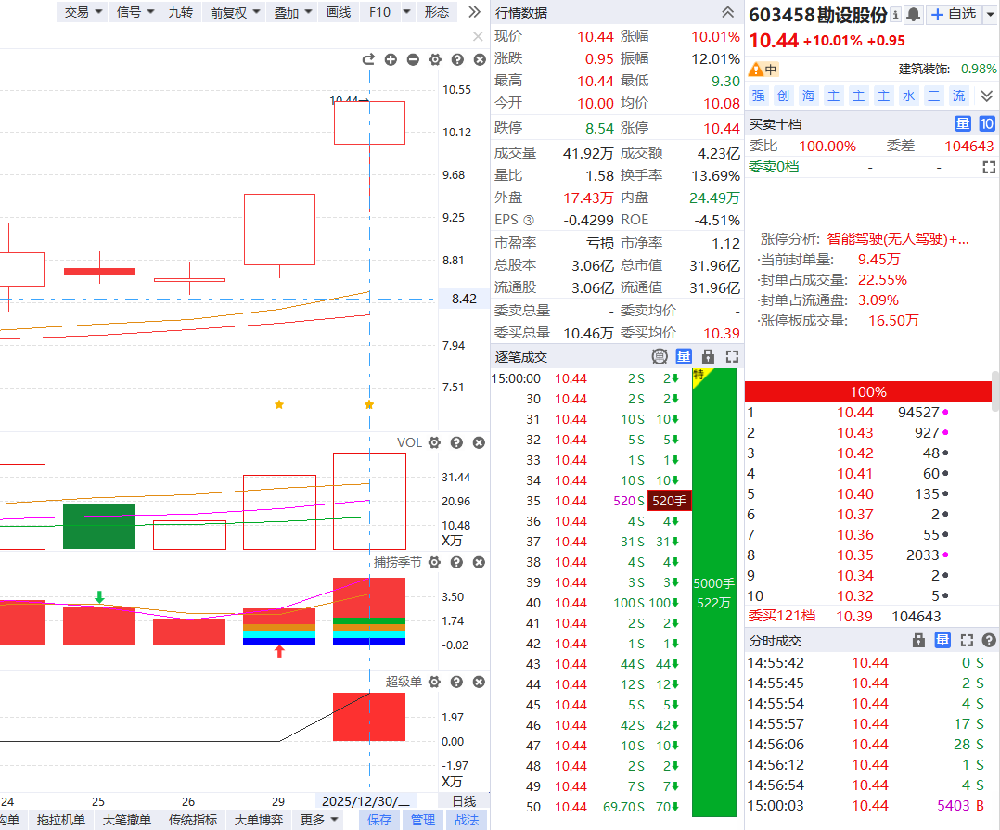 交易 信号 九转 前复权 叠加 画线 F10 形态
10.44
10.55
10.12
9.68
9.25
8.81
8.42
7.94
7.51
VOL
31.44
20.96
10.48
X万
捕捞季节
3.50
1.74
-0.02
超级单
1.97
0.00
-1.97
X万
24 25 26 29 2025/12/30/二 日线
构单 拖拉机单 大笔撤单 传统指标 大单博弈 更多 保存 管理 战法
行情数据
现价 10.44 涨幅 10.01%
涨跌 0.95 振幅 12.01%
最高 10.44 最低 9.30
今开 10.00 均价 10.08
跌停 8.54 涨停 10.44
成交量 41.92万 成交额 4.23亿
量比 1.58 换手率 13.69%
外盘 17.43万 内盘 24.49万
EPS ③ -0.4299 ROE -4.51%
市盈率 亏损 市净率 1.12
总股本 3.06亿 总市值 31.96亿
流通股 3.06亿 流通值 31.96亿
委卖总量 - 委卖均价 -
委买总量 10.46万 委买均价 10.39
逐笔成交 单 量
15:00:00 10.44 2 S 2
30 10.44 2 S 2
31 10.44 10 S 10
32 10.44 5 S 5
33 10.44 1 S 1
34 10.44 10 S 10
35 10.44 520 S 520手
36 10.44 4 S 4
37 10.44 31 S 31
38 10.44 4 S 4
39 10.44 3 S 3
40 10.44 100 S 100
41 10.44 2 S 2
42 10.44 1 S 1
43 10.44 44 S 44
44 10.44 12 S 12
45 10.44 5 S 5
46 10.44 42 S 42
47 10.44 10 S 10
48 10.44 2 S 2
49 10.44 7 S 7
50 10.44 69.70 S 70
特
5000手
522万
603458 勘设股份 i + 自选
10.44 +10.01% +0.95
中 建筑装饰: -0.98%
强 创 海 主 主 主 水 三 流
买卖十档 量 10
委比 100.00% 委差 104643
委卖0档 - -
涨停分析: 智能驾驶(无人驾驶)+...
·当前封单量: 9.45万
·封单占成交量: 22.55%
·封单占流通盘: 3.09%
·涨停板成交量: 16.50万
100%
1 10.44 94527
2 10.43 927
3 10.42 48
4 10.41 60
5 10.40 135
6 10.37 2
7 10.36 55
8 10.35 2033
9 10.34 2
10 10.32 5
委买121档 10.39 104643
分时成交 量
14:55:42 10.44 0 S
14:55:45 10.44 2 S
14:55:54 10.44 4 S
14:55:57 10.44 17 S
14:56:06 10.44 28 S
14:56:12 10.44 1 S
14:56:54 10.44 4 S
15:00:03 10.44 5403 B